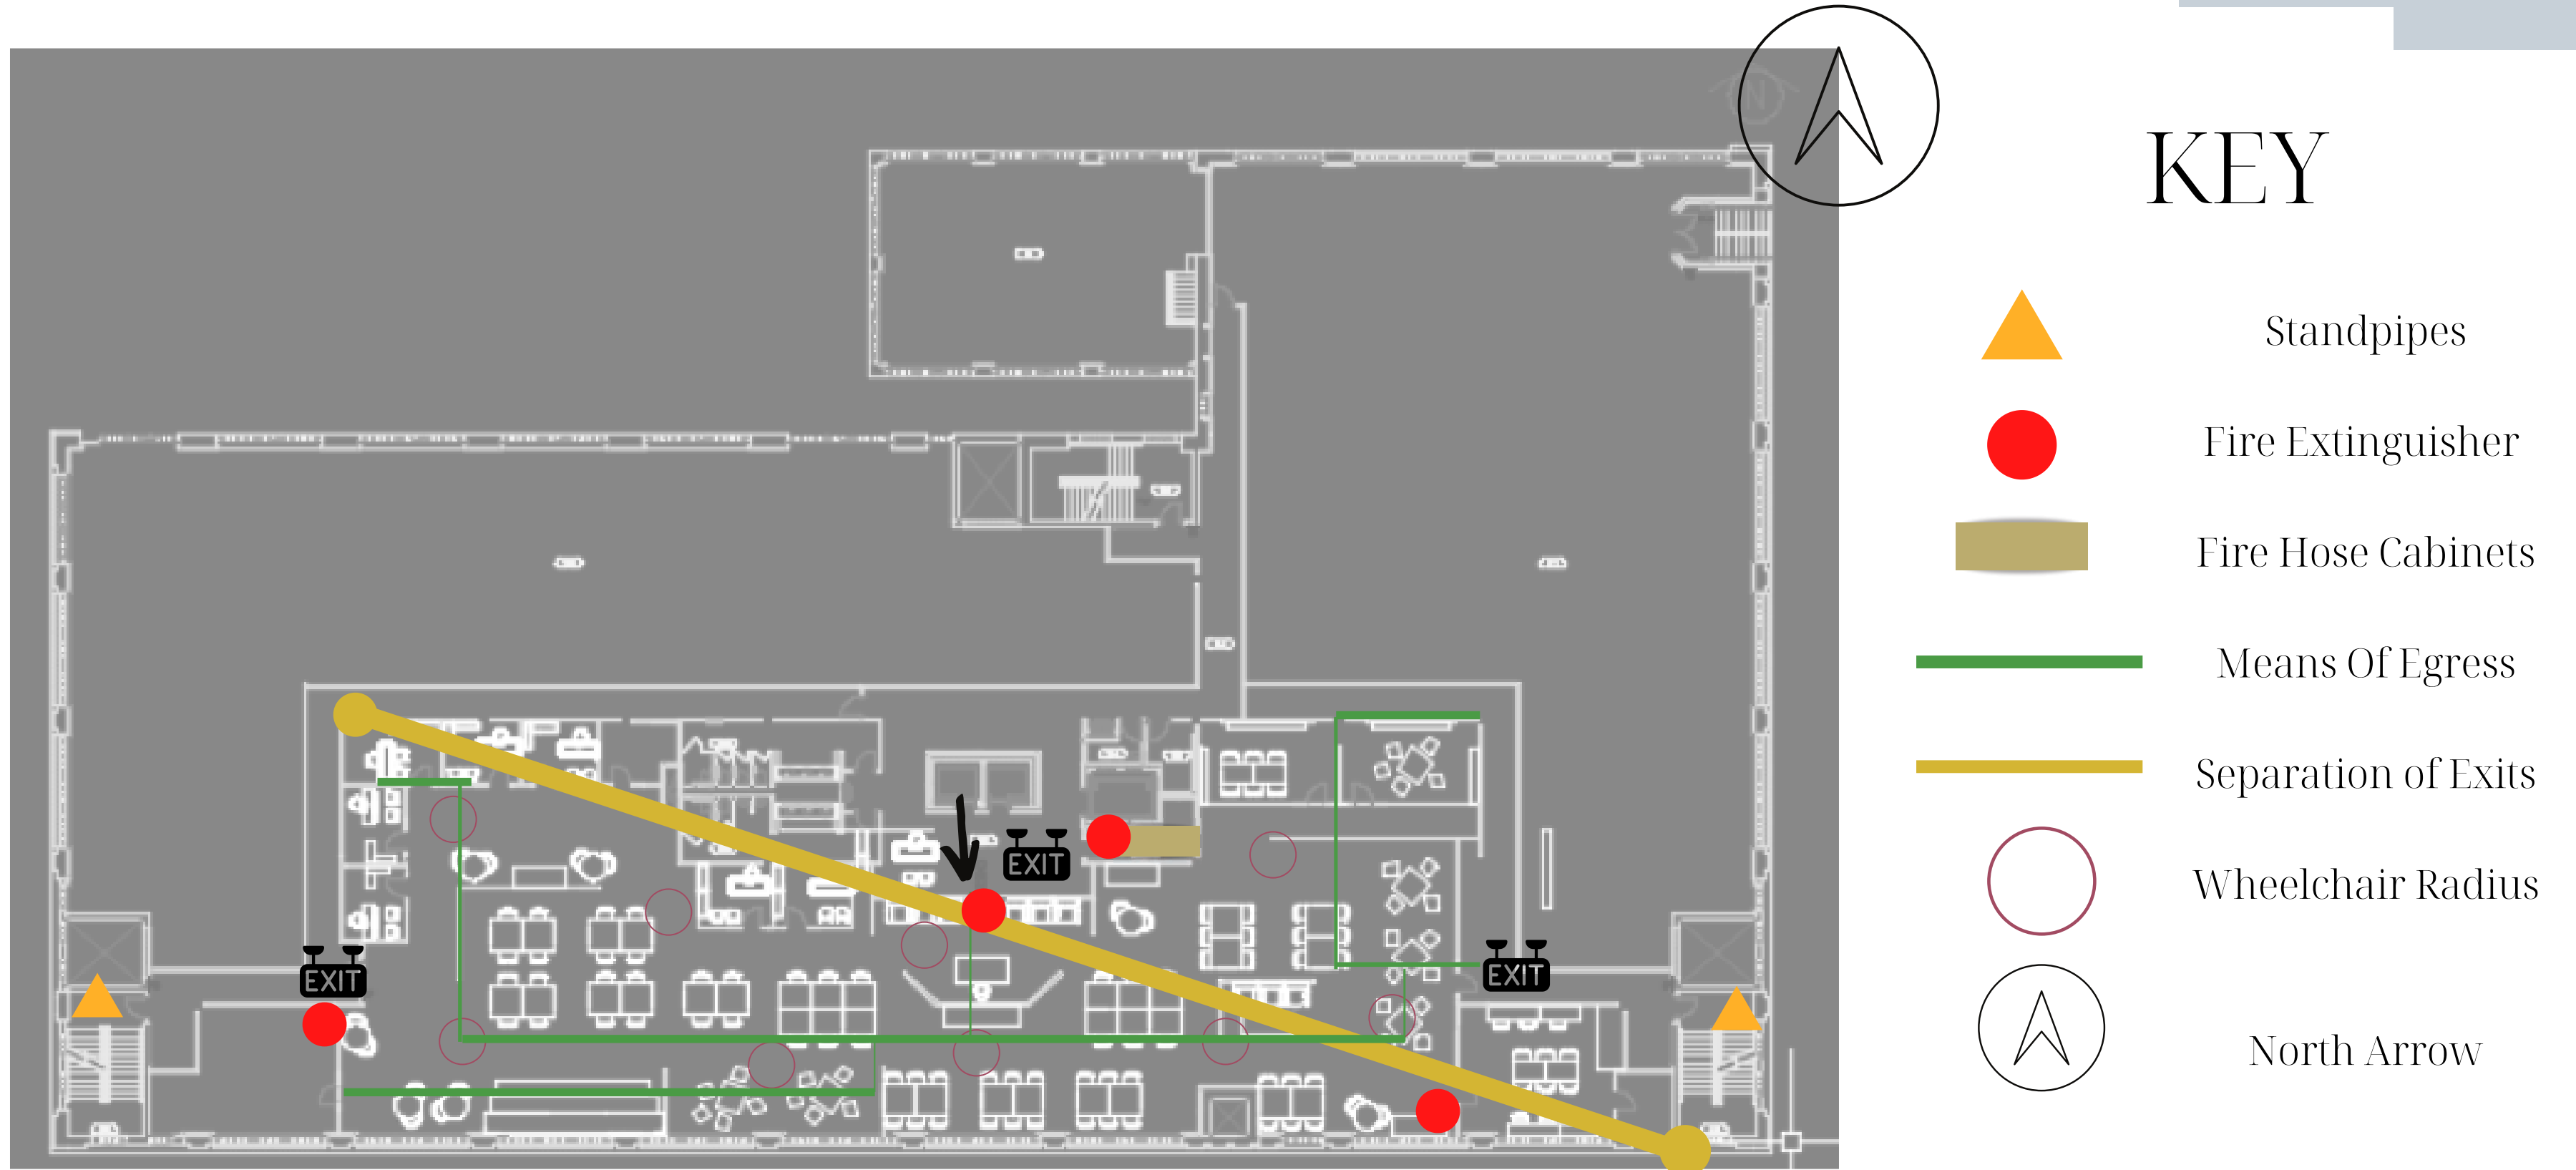 N
KEY
Standpipes
Fire Extinguisher
Fire Hose Cabinets
Means Of Egress
Separation of Exits
Wheelchair Radius
North Arrow
EXIT
EXIT
EXIT